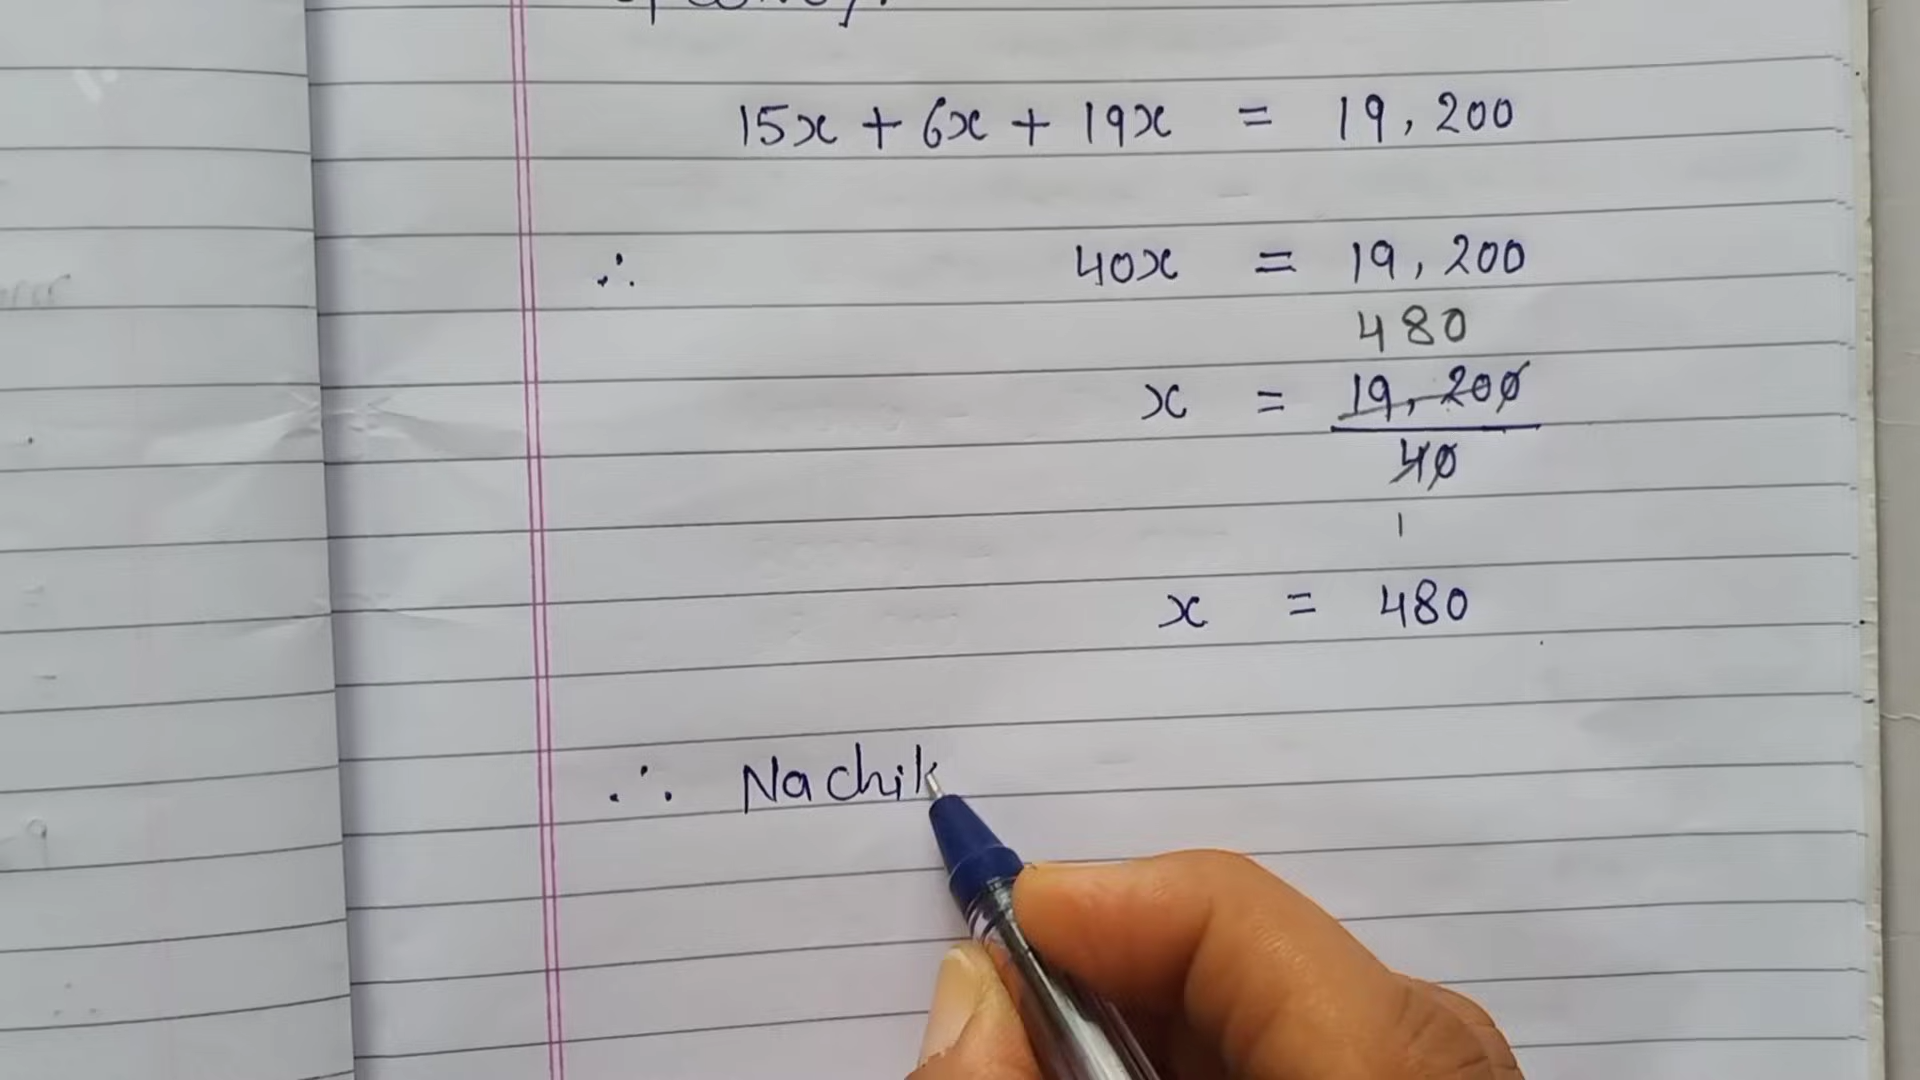 15x + 6x + 19x = 19,200
∴ 40x = 19,200
480
x = 19,200
40
1
x = 480
∴ Nachik